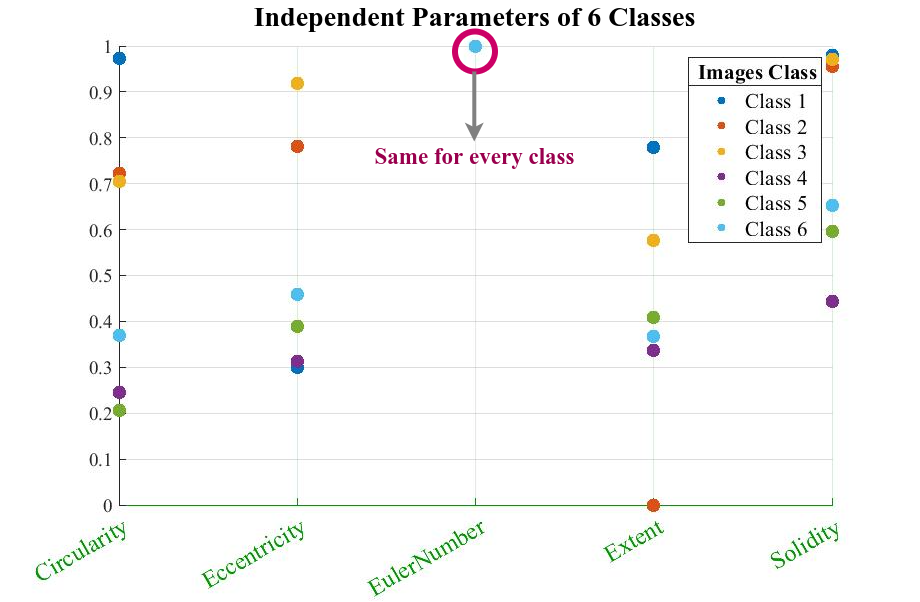 Independent Parameters of 6 Classes
1
0.9
0.8
0.7
0.6
0.5
0.4
0.3
0.2
0.1
0
Same for every class
Images Class
Class 1
Class 2
Class 3
Class 4
Class 5
Class 6
Circularity
Eccentricity
EulerNumber
Extent
Solidity